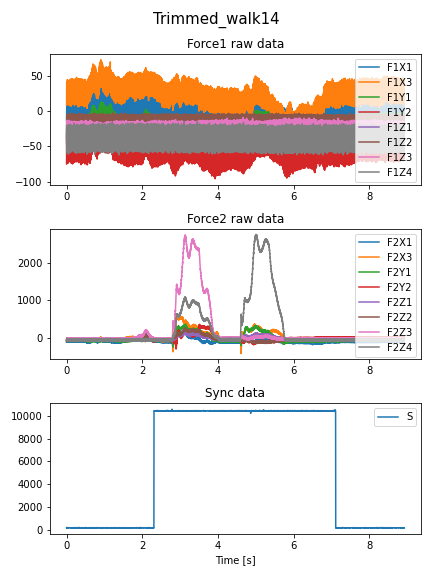 Trimmed_walk14
Force1 raw data
50
0
−50
−100
F1X1
F1X3
F1Y1
F1Y2
F1Z1
F1Z2
F1Z3
F1Z4
0 2 4 6 8
Force2 raw data
2000
1000
0
F2X1
F2X3
F2Y1
F2Y2
F2Z1
F2Z2
F2Z3
F2Z4
0 2 4 6 8
Sync data
10000
8000
6000
4000
2000
0
S
0 2 4 6 8
Time [s]